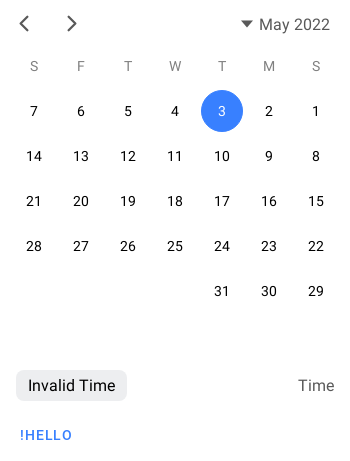 May 2022
S F T W T M S
7 6 5 4 3 2 1
14 13 12 11 10 9 8
21 20 19 18 17 16 15
28 27 26 25 24 23 22
31 30 29
Invalid Time Time
!HELLO